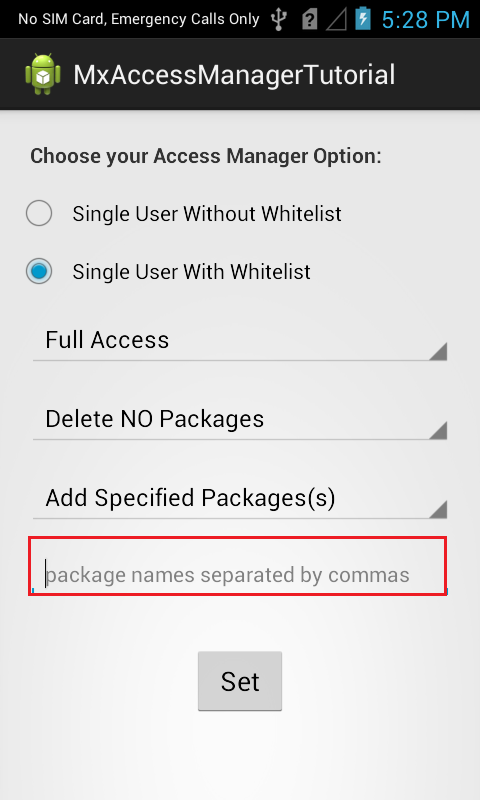 No SIM Card, Emergency Calls Only 5:28 PM
MxAccessManagerTutorial
Choose your Access Manager Option:
Single User Without Whitelist
Single User With Whitelist
Full Access
Delete NO Packages
Add Specified Packages(s)
package names separated by commas
Set